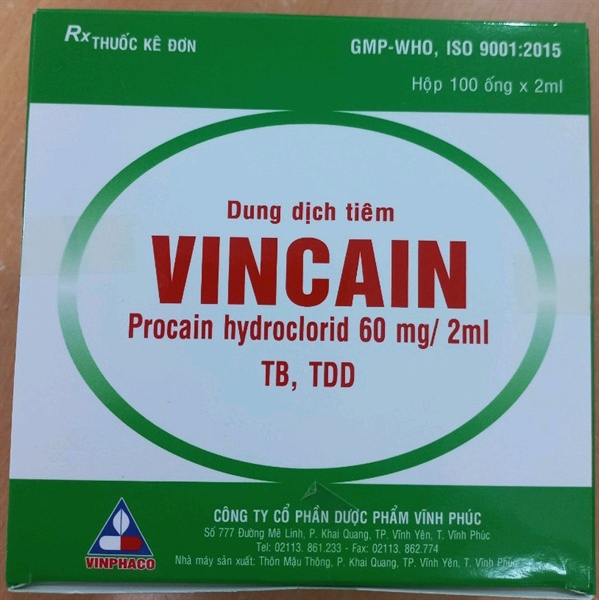 Rx THUỐC KÊ ĐƠN
GMP-WHO, ISO 9001:2015
Hộp 100 ống x 2ml
Dung dịch tiêm
VINCAIN
Procain hydroclorid 60 mg/ 2ml
TB, TDD
CÔNG TY CỔ PHẦN DƯỢC PHẨM VĨNH PHÚC
Số 777 Đường Mê Linh, P. Khai Quang, TP. Vĩnh Yên, T. Vĩnh Phúc
Tel: 02113. 861.233 - Fax: 02113. 862.774
Nhà máy sản xuất: Thôn Mậu Thông, P. Khai Quang, TP. Vĩnh Yên, T. Vĩnh Phúc
VINPHACO